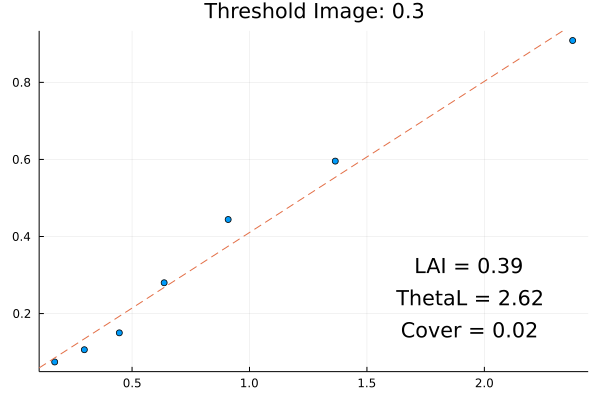 Threshold Image: 0.3
0.8
0.6
0.4
0.2
LAI = 0.39
ThetaL = 2.62
Cover = 0.02
0.5 1.0 1.5 2.0